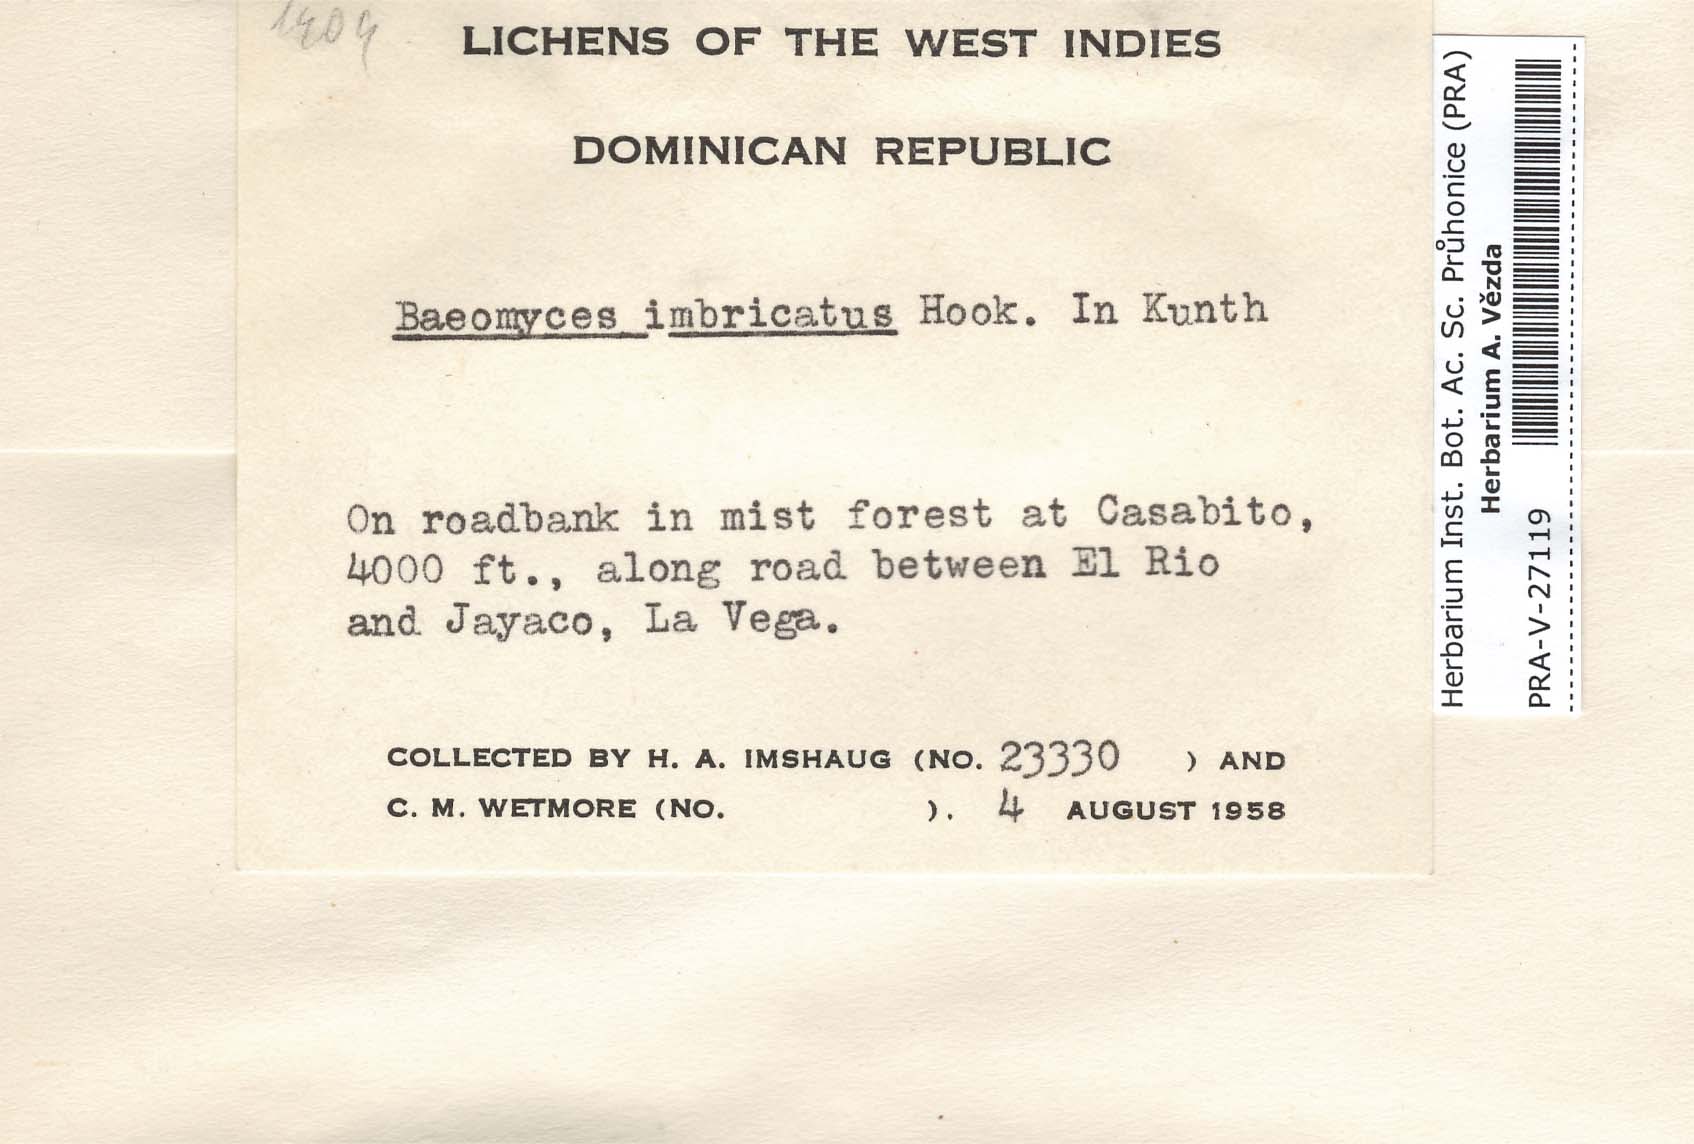 1404
LICHENS OF THE WEST INDIES
DOMINICAN REPUBLIC
Baeomyces imbricatus Hook. In Kunth
On roadbank in mist forest at Casabito,
4000 ft., along road between El Rio
and Jayaco, La Vega.
COLLECTED BY H. A. IMSHAUG (NO. 23330 ) AND
C. M. WETMORE (NO. ). 4 AUGUST 1958
Herbarium Inst. Bot. Ac. Sc. Průhonice (PRA)
Herbarium A. Vězda
PRA-V-27119